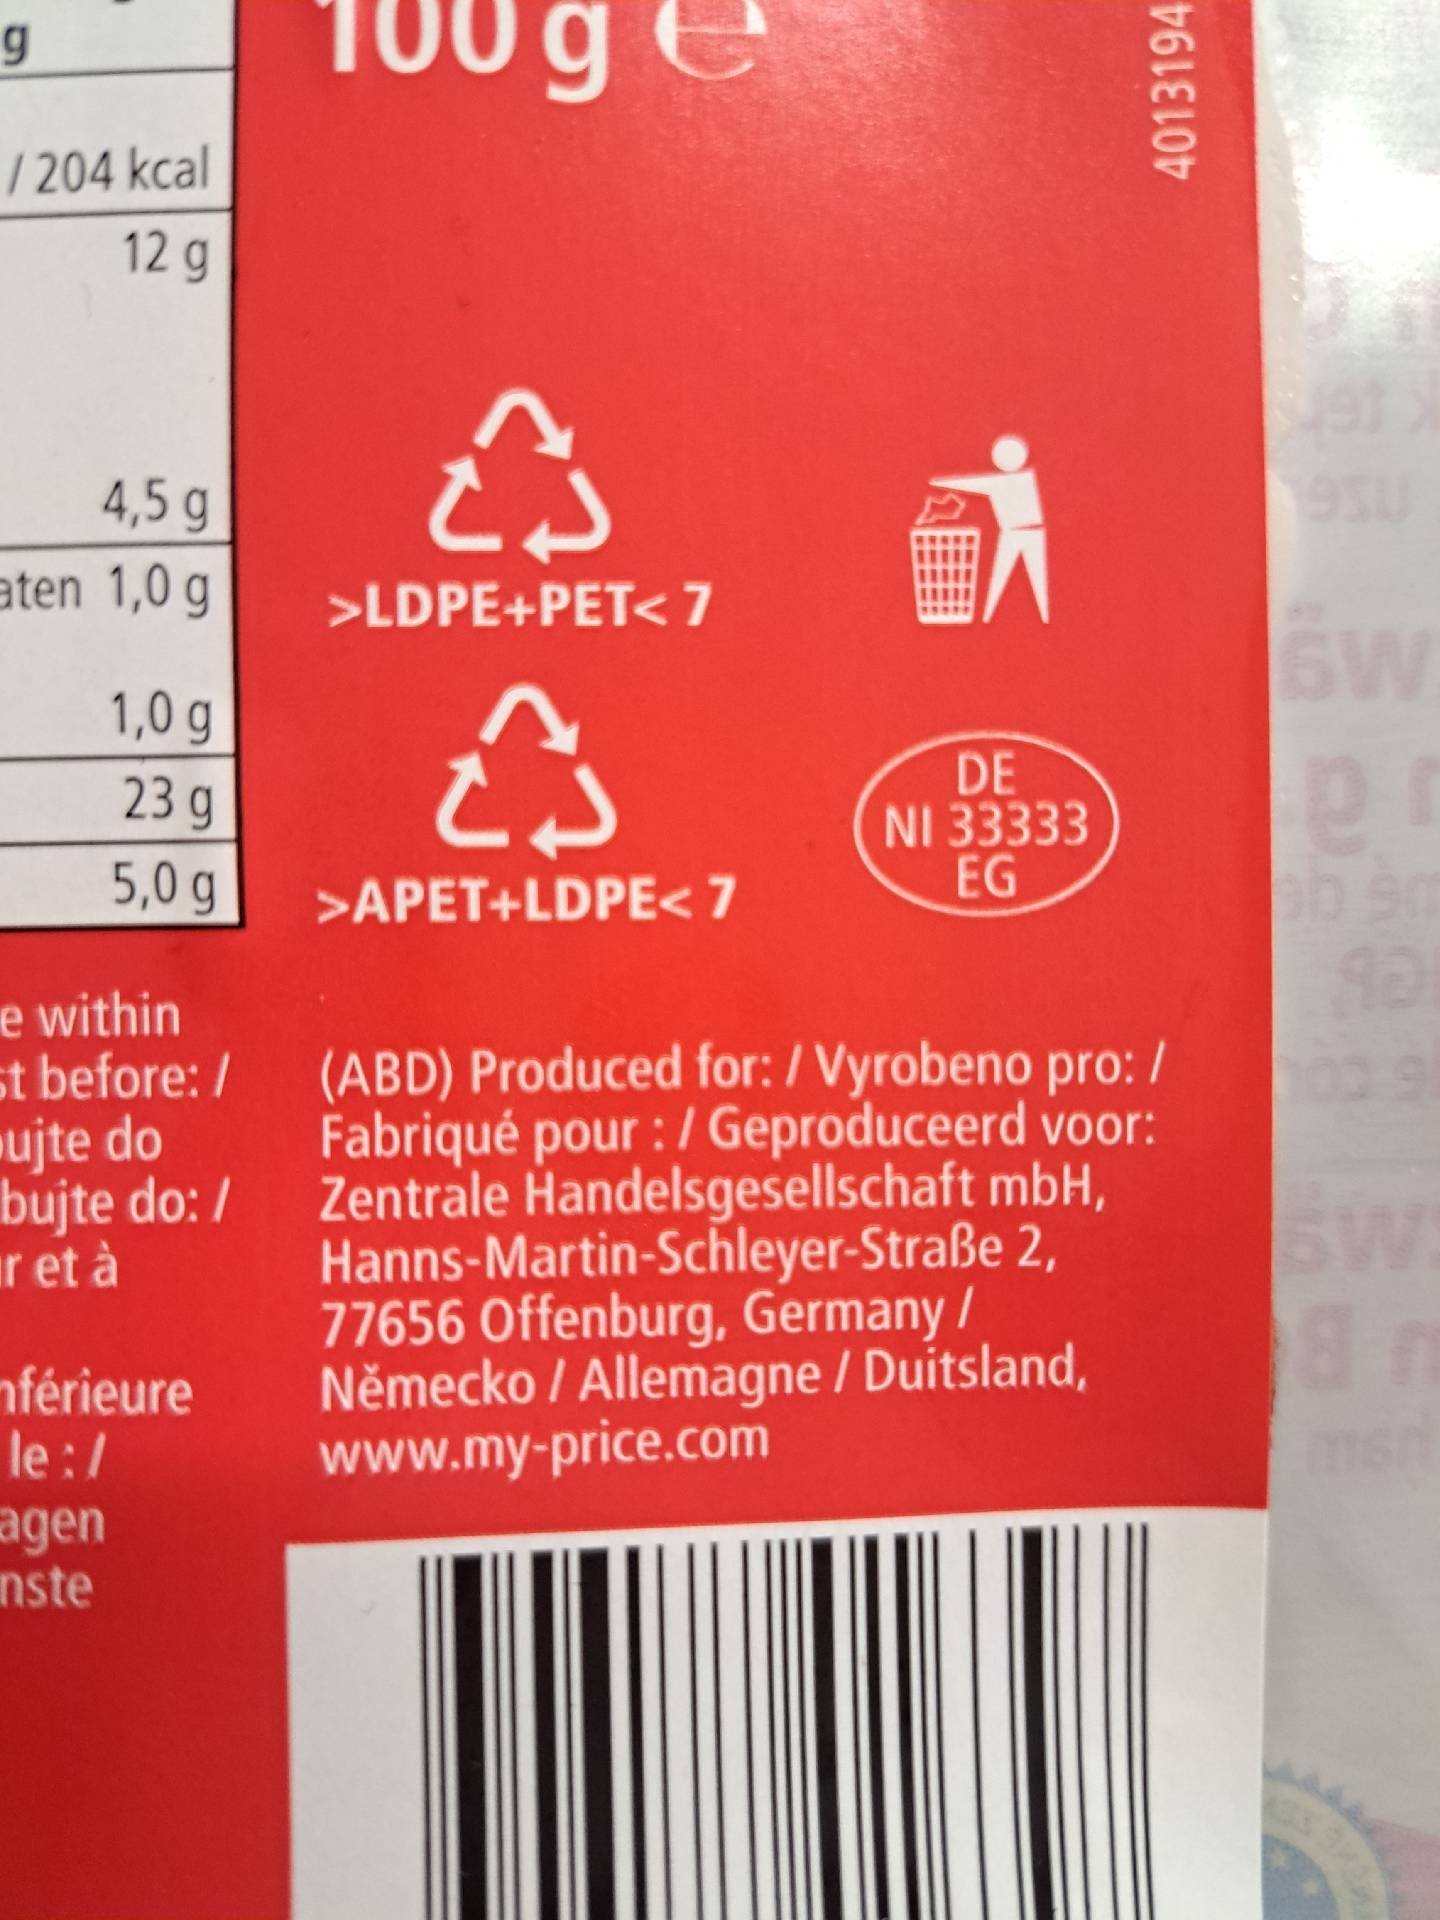 g
/ 204 kcal
12 g
4,5 g
aten 1,0 g
1,0 g
23 g
5,0 g
e within
st before: /
ujte do
bujte do: /
r et à
nférieure
le : /
agen
nste
100 g e
40131194
>LDPE+PET< 7
>APET+LDPE< 7
DE
NI 33333
EG
(ABD) Produced for: / Vyrobeno pro: /
Fabriqué pour : / Geproduceerd voor:
Zentrale Handelsgesellschaft mbH,
Hanns-Martin-Schleyer-Straße 2,
77656 Offenburg, Germany /
Německo / Allemagne / Duitsland,
www.my-price.com